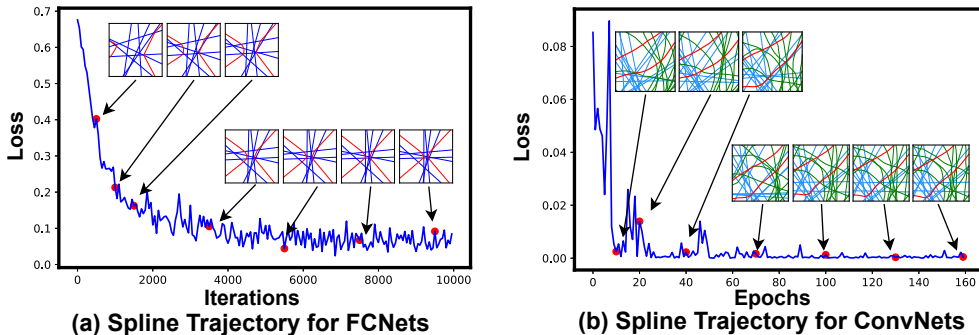 0.7
0.6
0.5
0.4
0.3
0.2
0.1
0.0
Loss
0 2000 4000 6000 8000 10000
Iterations
(a) Spline Trajectory for FCNets
0.08
0.06
0.04
0.02
0.00
Loss
0 20 40 60 80 100 120 140 160
Epochs
(b) Spline Trajectory for ConvNets